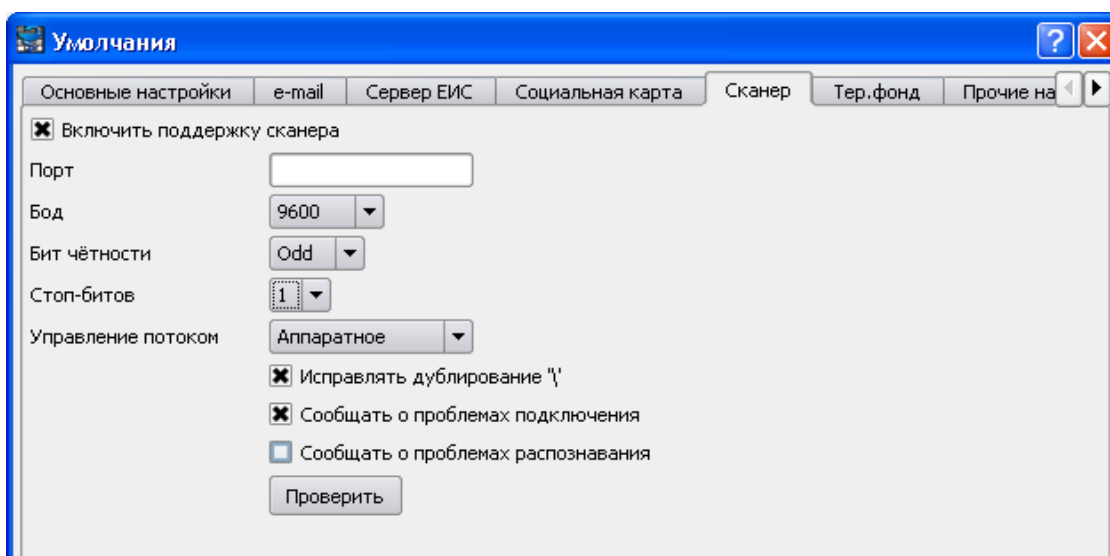 Умолчания
Основные настройки e-mail Сервер ЕИС Социальная карта Сканер Тер.фонд Прочие на
Включить поддержку сканера
Порт
Бод 9600
Бит чётности Odd
Стоп-битов 1
Управление потоком Аппаратное
Исправлять дублирование '\'
Сообщать о проблемах подключения
Сообщать о проблемах распознавания
Проверить